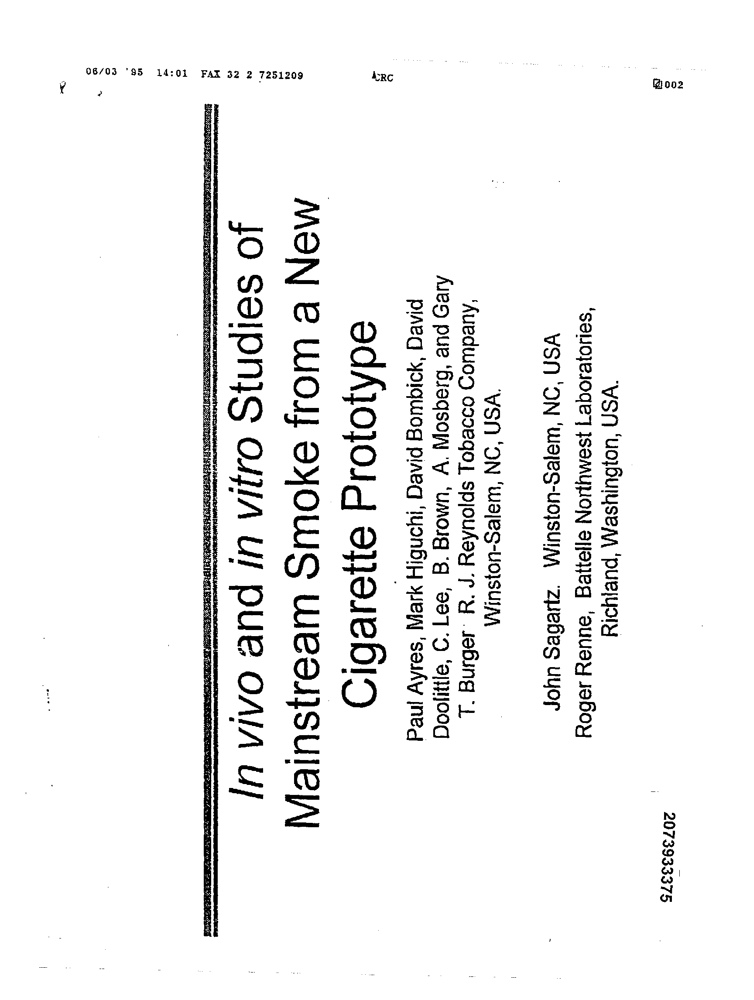 06/03 '95 14:01 FAX 32 2 7251209 CRC 002
In vivo and in vitro Studies of
Mainstream Smoke from a New
Cigarette Prototype
Paul Ayres, Mark Higuchi, David Bombick, David
Doolittle, C. Lee, B. Brown, A. Mosberg, and Gary
T. Burger R. J. Reynolds Tobacco Company,
Winston-Salem, NC, USA.
John Sagartz. Winston-Salem, NC, USA
Roger Renne, Battelle Northwest Laboratories,
Richland, Washington, USA.
2073933375